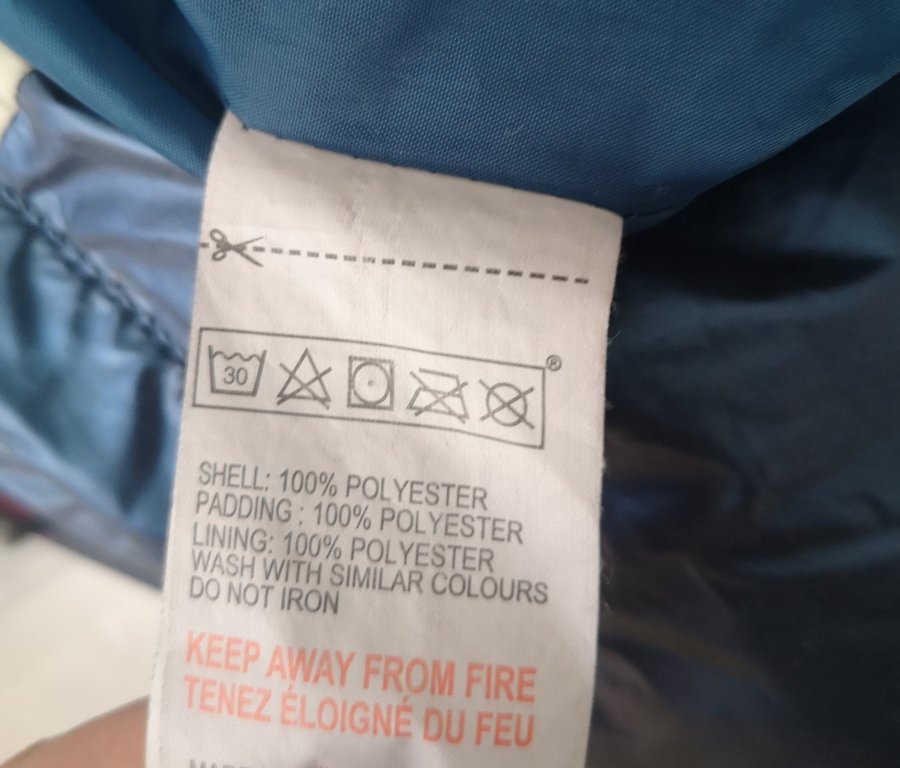 30
®
SHELL: 100% POLYESTER
PADDING : 100% POLYESTER
LINING: 100% POLYESTER
WASH WITH SIMILAR COLOURS
DO NOT IRON
KEEP AWAY FROM FIRE
TENEZ ÉLOIGNÉ DU FEU